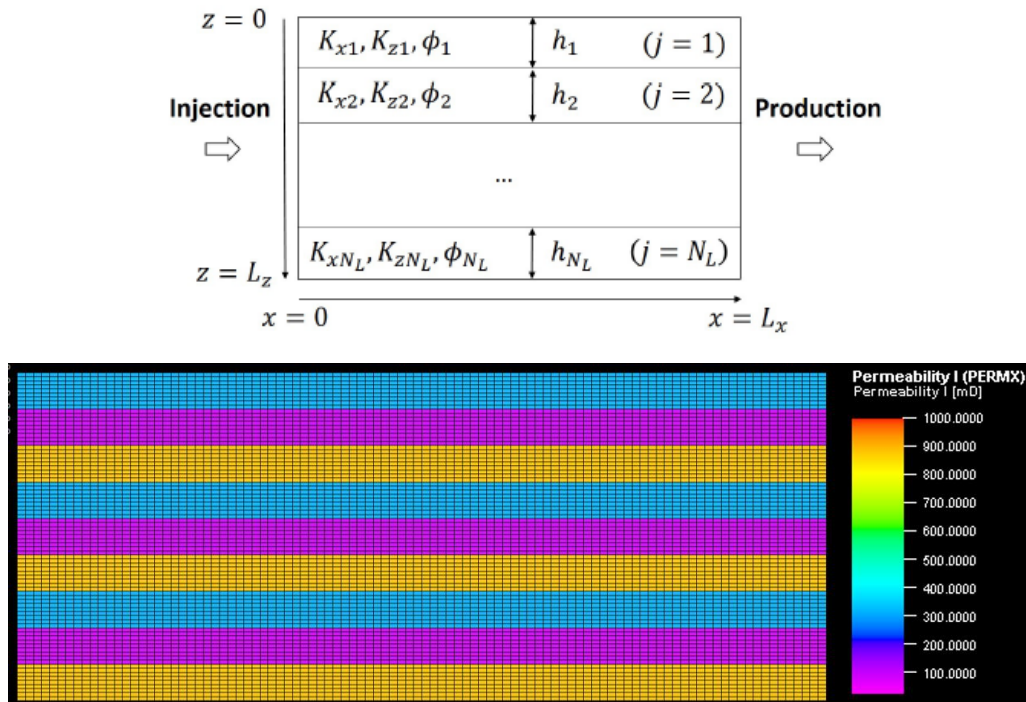 z = 0
K_{x1}, K_{z1}, ϕ_1
h_1
(j = 1)
K_{x2}, K_{z2}, ϕ_2
h_2
(j = 2)
Injection
Production
...
K_{xN_L}, K_{zN_L}, ϕ_{N_L}
h_{N_L}
(j = N_L)
z = L_z
x = 0
x = L_x
Permeability I (PERMX)
Permeability I [mD]
1000.0000
900.0000
800.0000
700.0000
600.0000
500.0000
400.0000
300.0000
200.0000
100.0000